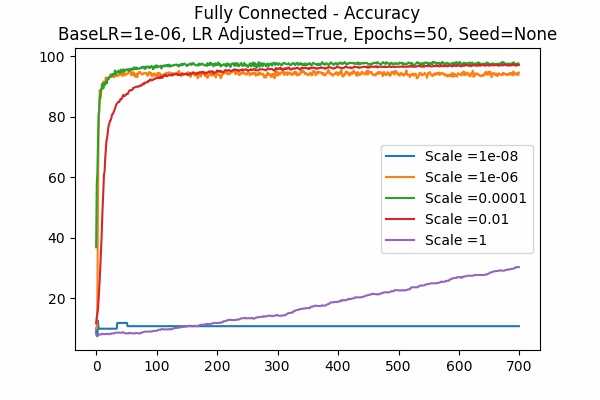 Fully Connected - Accuracy
BaseLR=1e-06, LR Adjusted=True, Epochs=50, Seed=None
100
80
60
40
20
Scale =1e-08
Scale =1e-06
Scale =0.0001
Scale =0.01
Scale =1
0 100 200 300 400 500 600 700